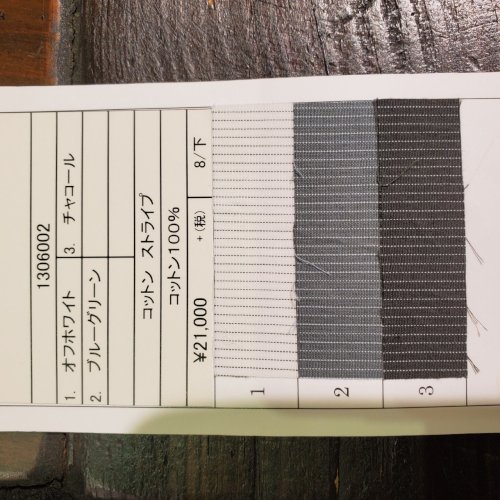 1306002
1. オフホワイト 3. チャコール
2. ブルーグリーン
コットン ストライプ
コットン100%
¥21,000 +(税) 8/下
1
2
3